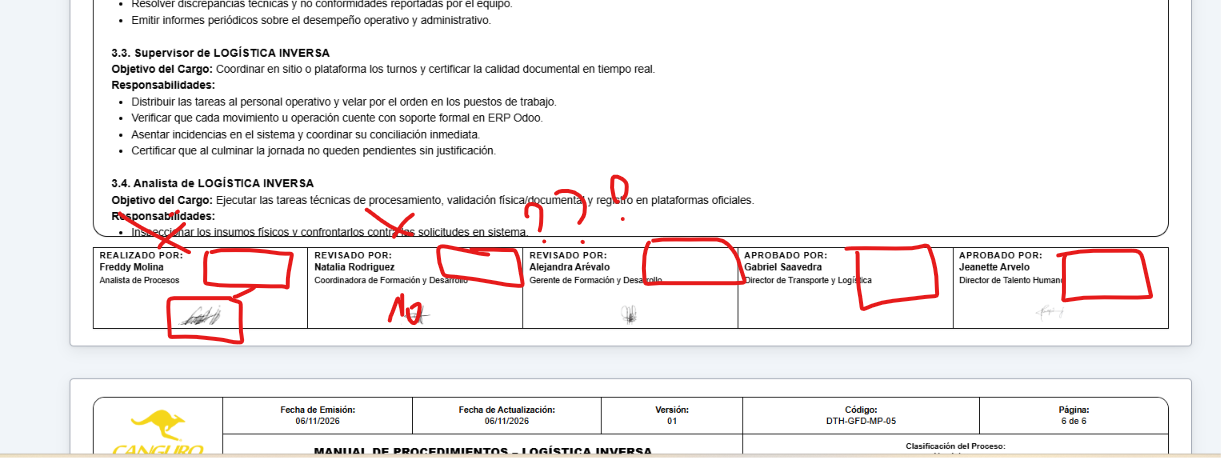 Resolver discrepancias técnicas y no conformidades reportadas por el equipo.
Emitir informes periódicos sobre el desempeño operativo y administrativo.
3.3. Supervisor de LOGÍSTICA INVERSA
Objetivo del Cargo: Coordinar en sitio o plataforma los turnos y certificar la calidad documental en tiempo real.
Responsabilidades:
Distribuir las tareas al personal operativo y velar por el orden en los puestos de trabajo.
Verificar que cada movimiento u operación cuente con soporte formal en ERP Odoo.
Asentar incidencias en el sistema y coordinar su conciliación inmediata.
Certificar que al culminar la jornada no queden pendientes sin justificación.
3.4. Analista de LOGÍSTICA INVERSA
Objetivo del Cargo: Ejecutar las tareas técnicas de procesamiento, validación física/documental y registro en plataformas oficiales.
Responsabilidades:
Inspeccionar los insumos físicos y confrontarlos contra las solicitudes en sistema.
? ? ?
REALIZADO POR:
Freddy Molina
Analista de Procesos
REVISADO POR:
Natalia Rodriguez
Coordinadora de Formación y Desarrollo
No
REVISADO POR:
Alejandra Arévalo
Gerente de Formación y Desarrollo
APROBADO POR:
Gabriel Saavedra
Director de Transporte y Logística
APROBADO POR:
Jeanette Arvelo
Director de Talento Humano
CANGURO
Fecha de Emisión:
06/11/2026
Fecha de Actualización:
06/11/2026
Versión:
01
Código:
DTH-GFD-MP-05
Página:
6 de 6
MANUAL DE PROCEDIMIENTOS – LOGÍSTICA INVERSA
Clasificación del Proceso: